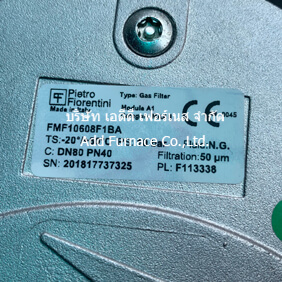 Pietro
Fiorentini
Made in Italy
Type: Gas Filter
Module A1
CE 0045
บริษัท เอดีดี เฟอร์เนส จำกัด
FMF10608F1BA
TS:-20°
Add Furnace Co.,Ltd.
C: DN80 PN40
Filtration: 50 µm
SN: 201817737325
PL: F113338